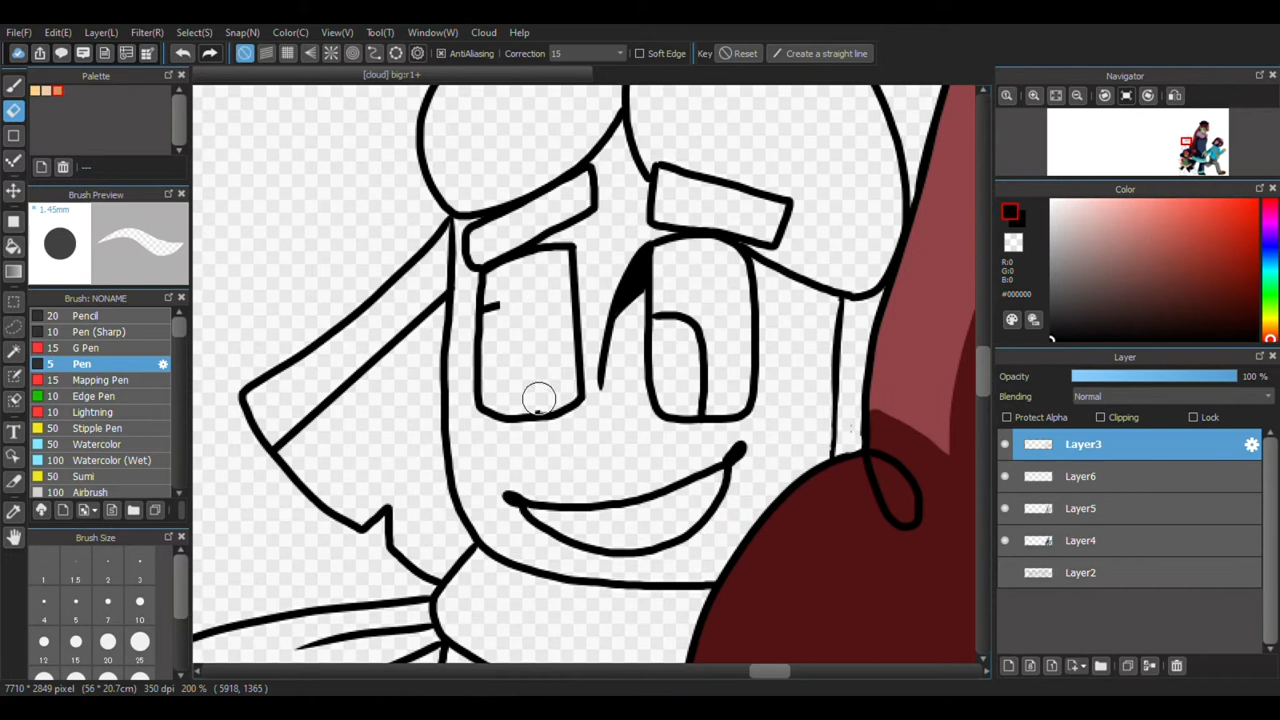 File(F) Edit Layer(L) Filter(R) Select(S) Snap(N) Color(C) View(V) Tool(T) Window(W) Cloud Help
AntiAliasing Correction 15 Soft Edge Key Reset Create a straight line
Palette
[cloud] big:r1+
Navigator
---
Brush Preview
* 1.45mm
Color
R:0
G:0
B:0
#000000
Brush: NONAME
20 Pencil
10 Pen (Sharp)
15 G Pen
5 Pen
15 Mapping Pen
10 Edge Pen
10 Lightning
50 Stipple Pen
50 Watercolor
100 Watercolor (Wet)
50 Sumi
100 Airbrush
Brush Size
1 1.5 2 3
4 5 7 10
12 15 20 25
Layer
Opacity 100 %
Blending Normal
Protect Alpha Clipping Lock
Layer3
Layer6
Layer5
Layer4
Layer2
7710 * 2849 pixel (56 * 20.7cm) 350 dpi 200 % ( 5918, 1365 )